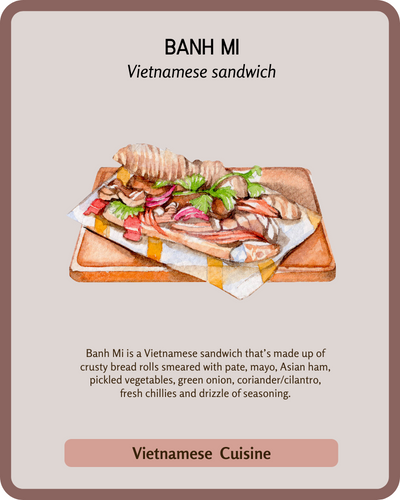 BANH MI
Vietnamese sandwich
Banh Mi is a Vietnamese sandwich that's made up of
crusty bread rolls smeared with pate, mayo, Asian ham,
pickled vegetables, green onion, coriander/cilantro,
fresh chillies and drizzle of seasoning.
Vietnamese Cuisine